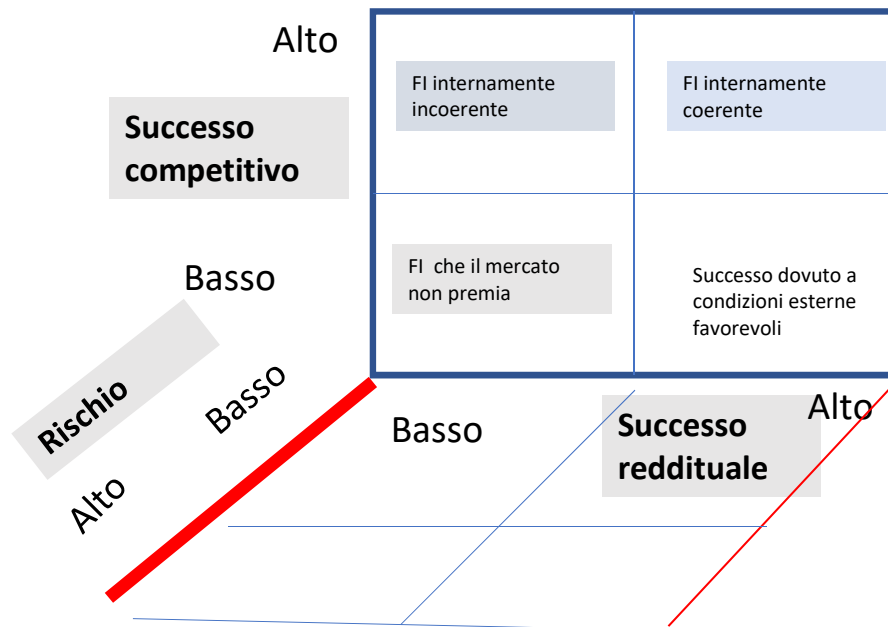 Alto
FI internamente
incoerente
FI internamente
coerente
Successo
competitivo
Basso
FI che il mercato
non premia
Successo dovuto a
condizioni esterne
favorevoli
Rischio
Basso
Alto
Basso
Successo
reddituale
Alto